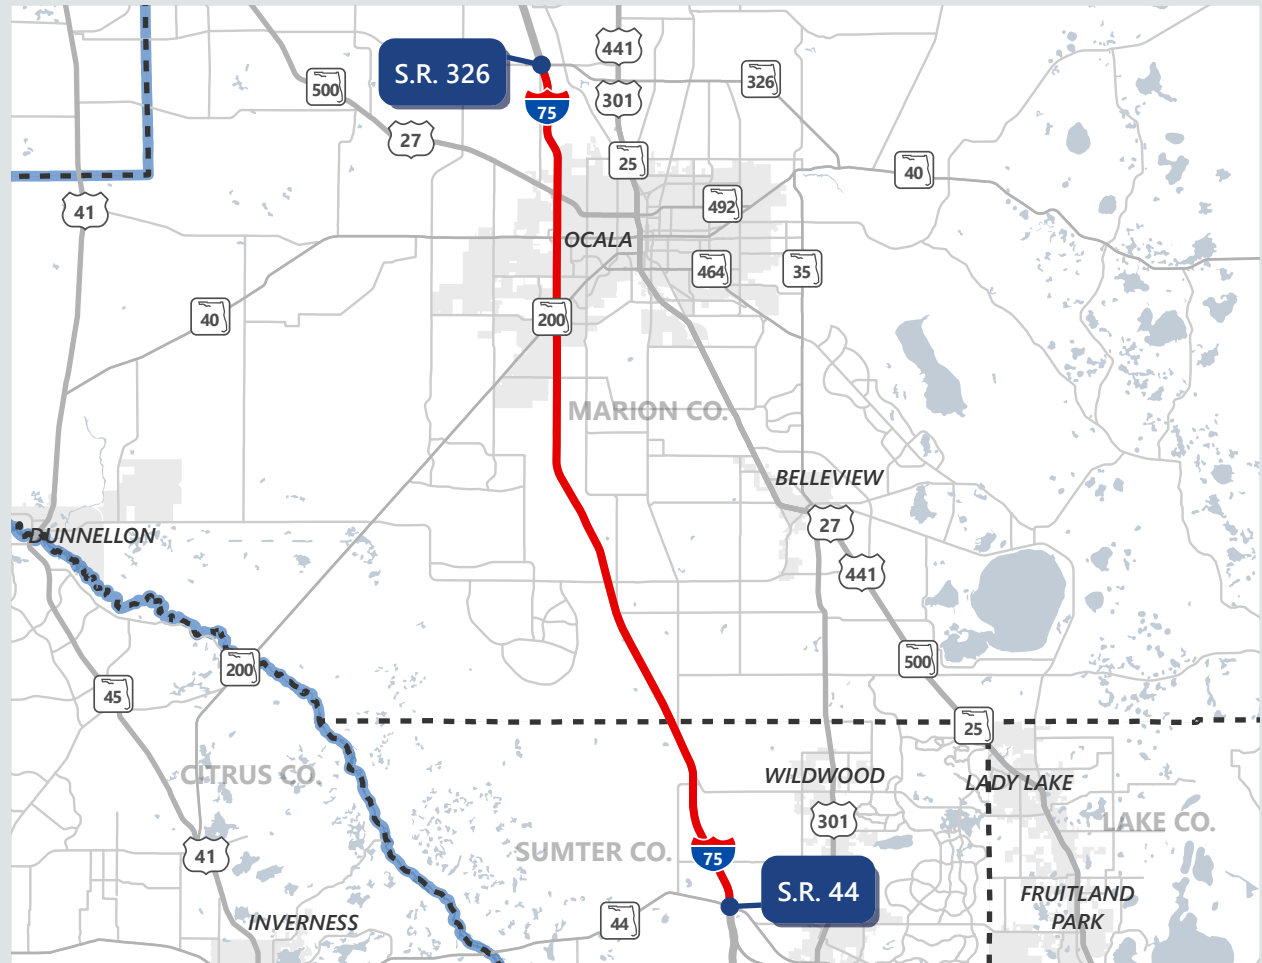 441
S.R. 326
500
326
301
75
27
25
40
492
41
OCALA
464
35
40
200
MARION CO.
BELLEVIEW
27
DUNNELLON
441
500
200
45
25
CITRUS CO.
WILDWOOD
LADY LAKE
301
LAKE CO.
SUMTER CO.
41
75
S.R. 44
FRUITLAND
PARK
44
INVERNESS